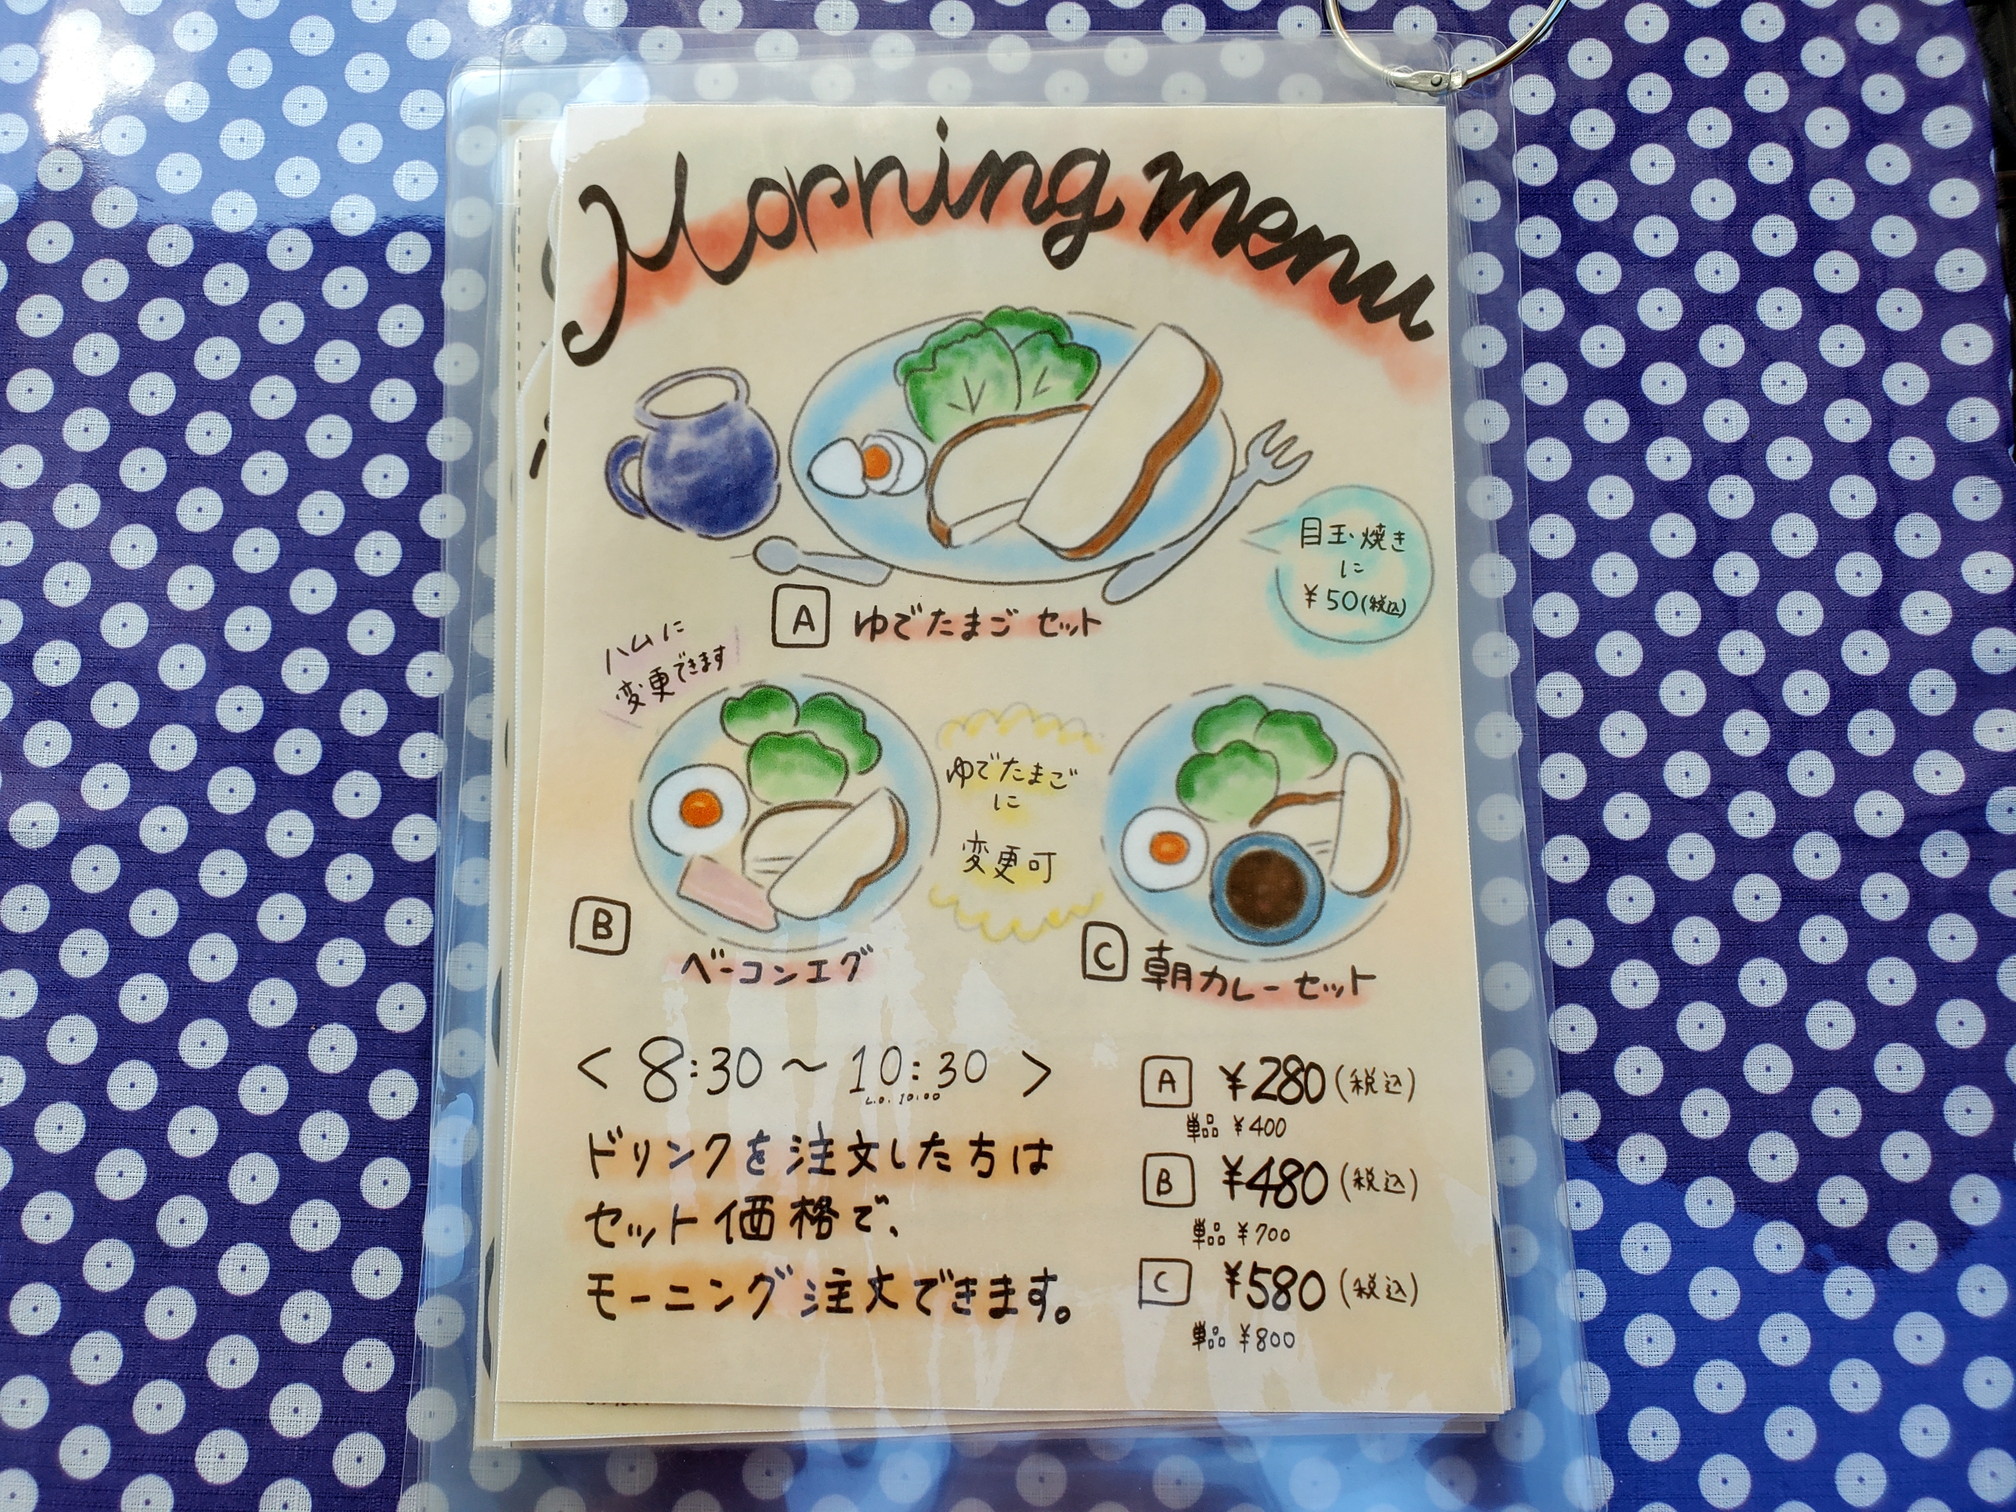 Morning menu
目玉焼き
に
¥50(税込)
A ゆでたまご セット
ハムに
変更できます
ゆでたまご
に
変更可
B
ベーコンエグ
C 朝カレーセット
< 8:30 ～ 10:30 >
L.O. 10:00
ドリンクを注文した方は
セット価格で、
モーニング注文できます。
A ¥280(税込)
単品 ¥400
B ¥480(税込)
単品 ¥700
C ¥580(税込)
単品 ¥800